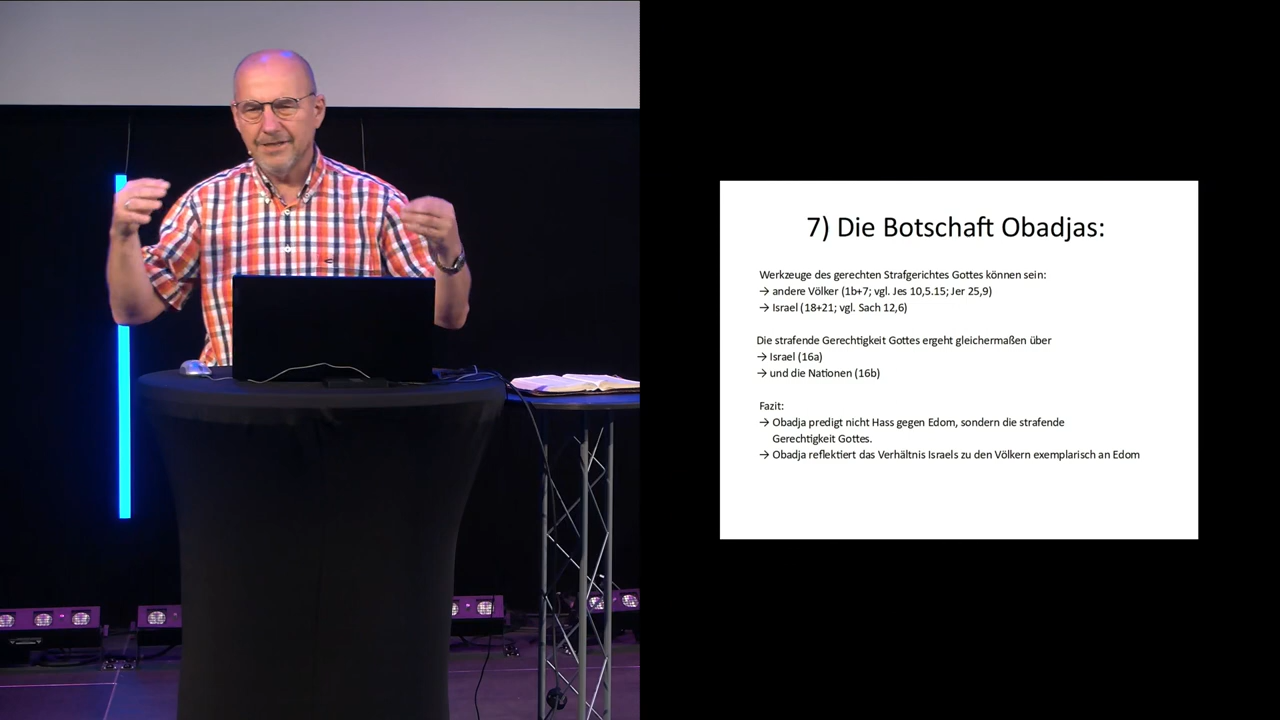 7) Die Botschaft Obadjas:
Werkzeuge des gerechten Strafgerichtes Gottes können sein:
→ andere Völker (1b+7; vgl. Jes 10,5.15; Jer 25,9)
→ Israel (18+21; vgl. Sach 12,6)
Die strafende Gerechtigkeit Gottes ergeht gleichermaßen über
→ Israel (16a)
→ und die Nationen (16b)
Fazit:
→ Obadja predigt nicht Hass gegen Edom, sondern die strafende
Gerechtigkeit Gottes.
→ Obadja reflektiert das Verhältnis Israels zu den Völkern exemplarisch an Edom